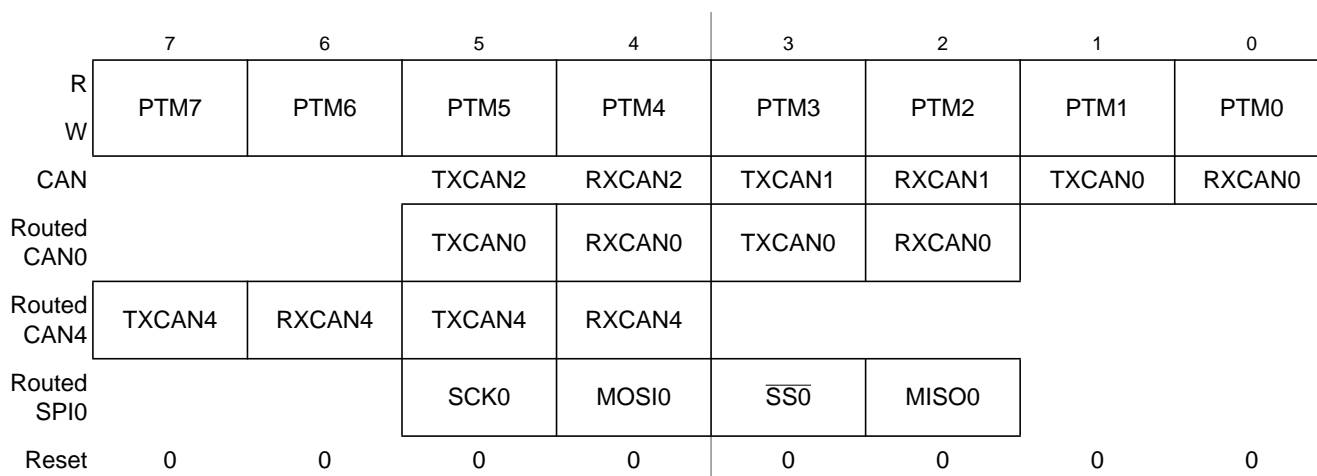 7 6 5 4 3 2 1 0
R
W
PTM7 PTM6 PTM5 PTM4 PTM3 PTM2 PTM1 PTM0
CAN TXCAN2 RXCAN2 TXCAN1 RXCAN1 TXCAN0 RXCAN0
Routed
CAN0
TXCAN0 RXCAN0 TXCAN0 RXCAN0
Routed
CAN4
TXCAN4 RXCAN4 TXCAN4 RXCAN4
Routed
SPI0
SCK0 MOSI0 S̅S̅0̅ MISO0
Reset 0 0 0 0 0 0 0 0